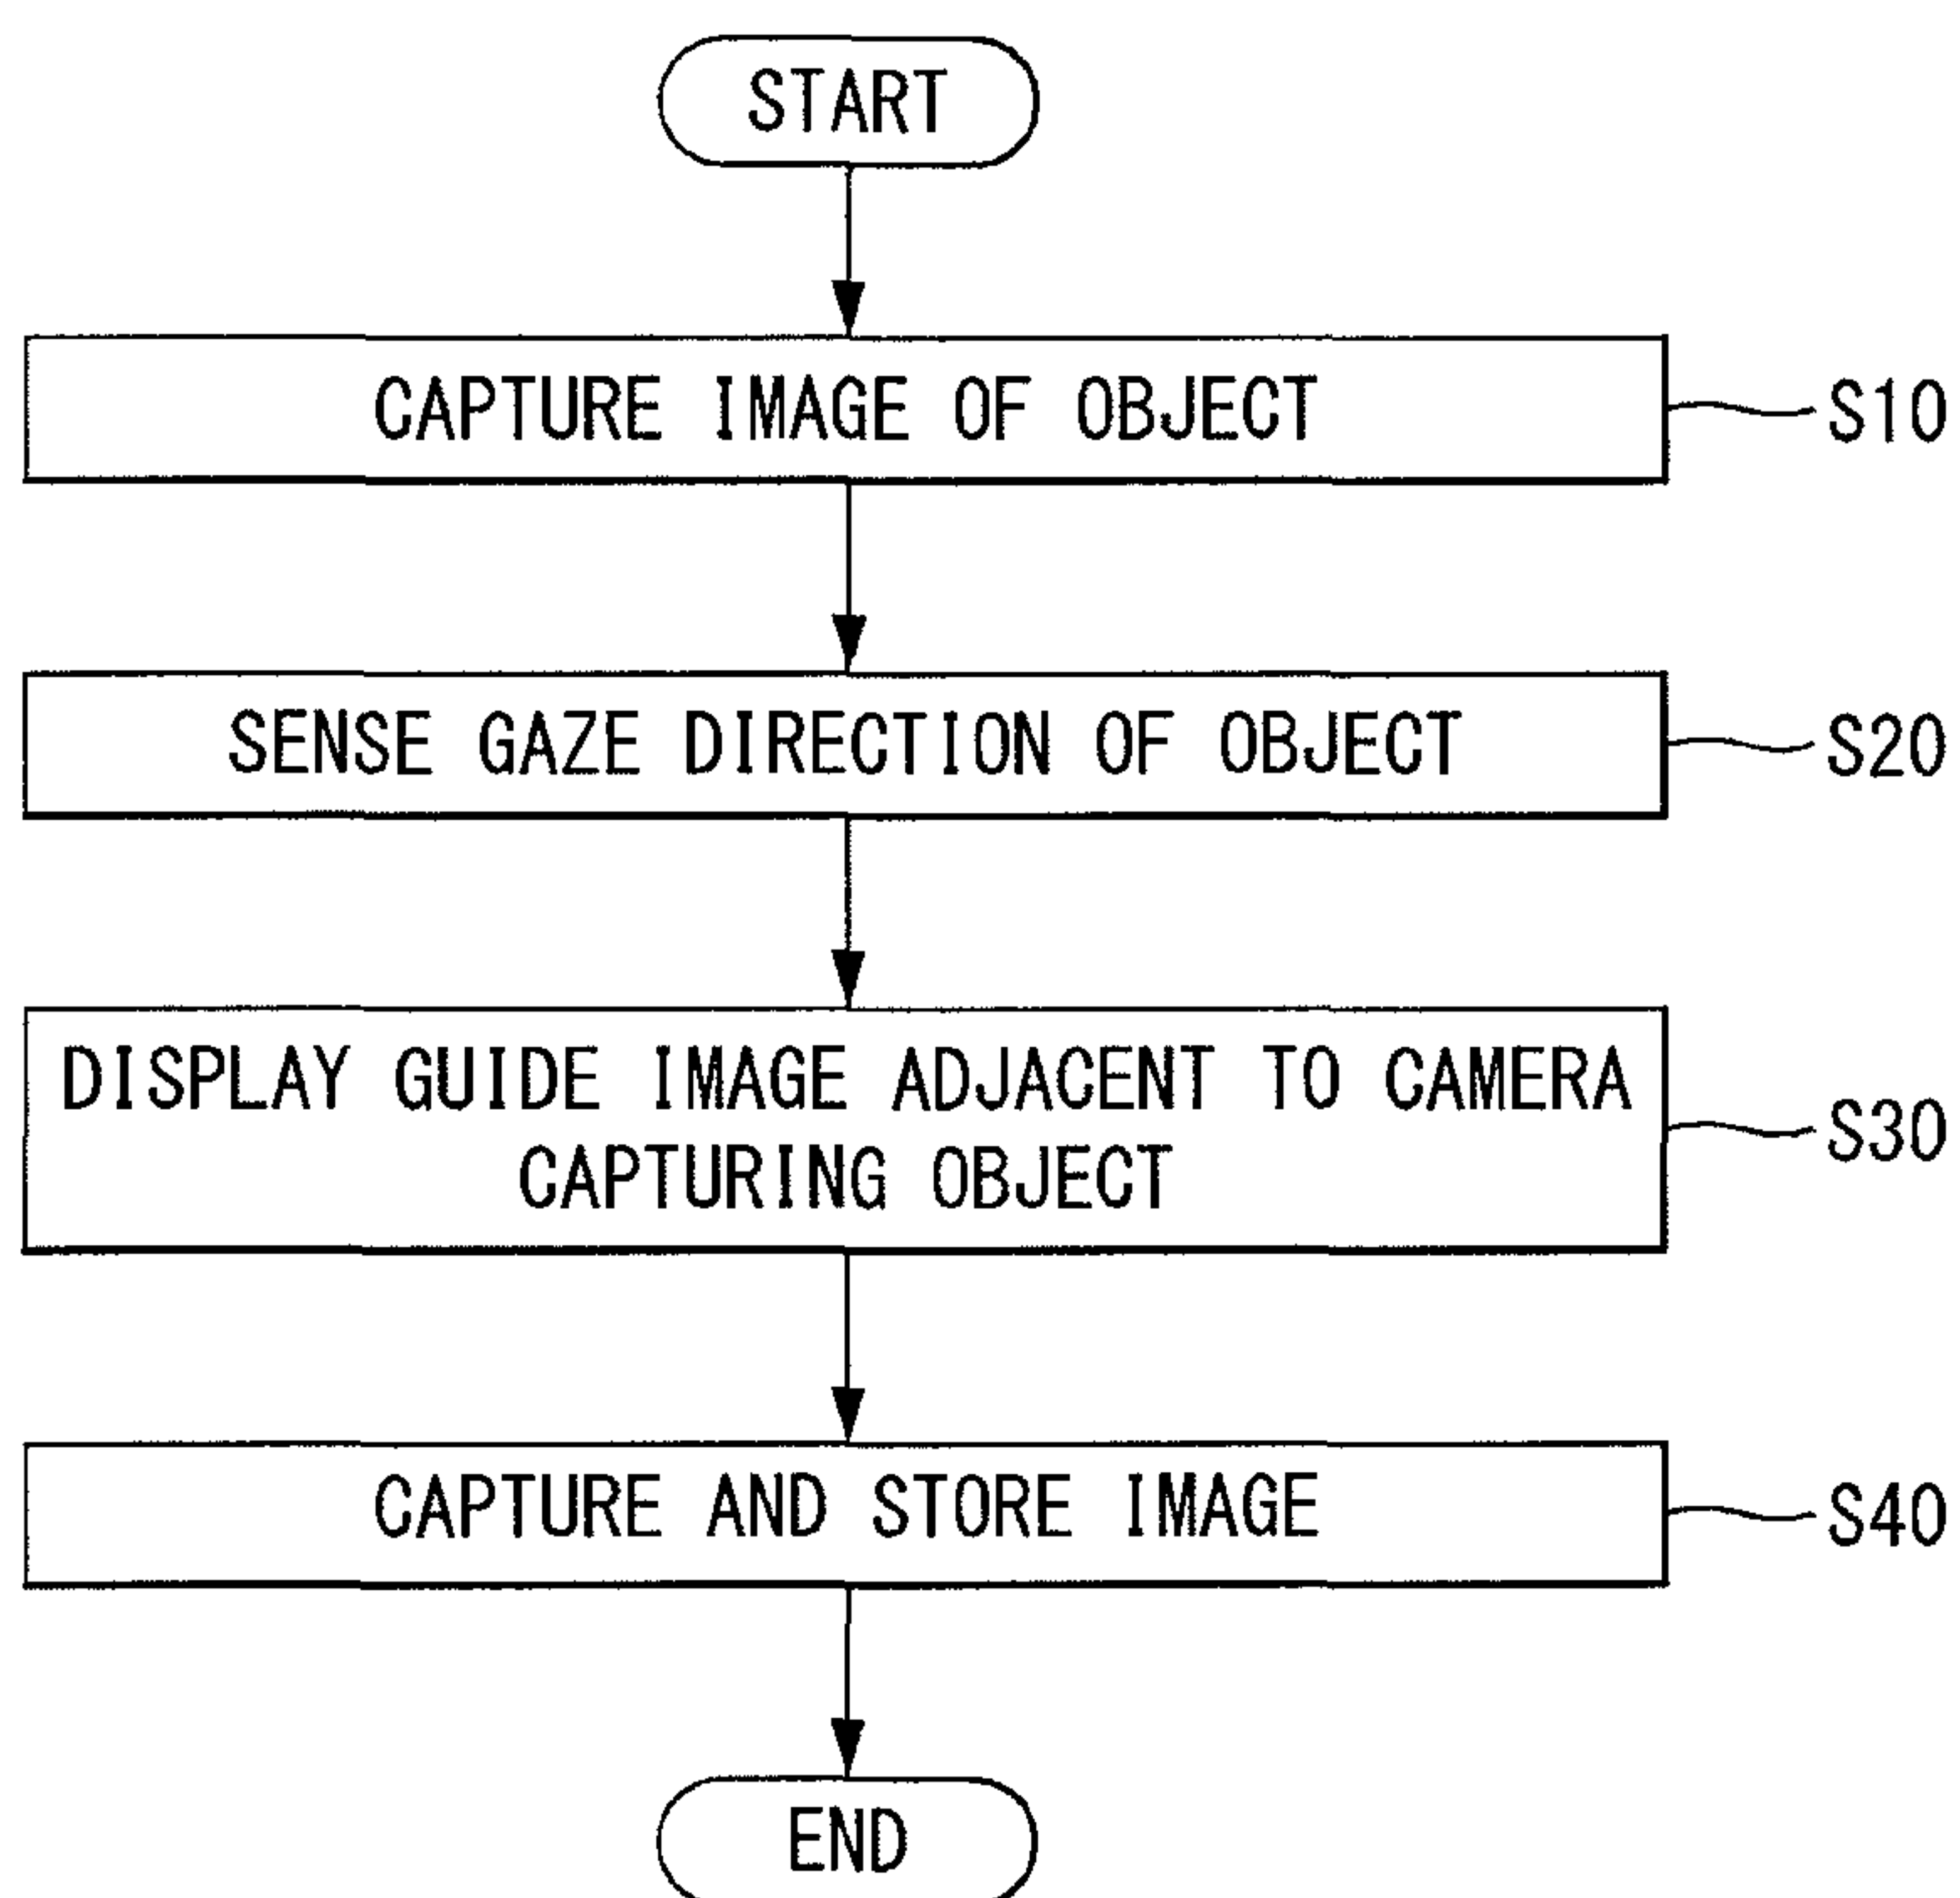 START
CAPTURE IMAGE OF OBJECT
S10
SENSE GAZE DIRECTION OF OBJECT
S20
DISPLAY GUIDE IMAGE ADJACENT TO CAMERA
CAPTURING OBJECT
S30
CAPTURE AND STORE IMAGE
S40
END